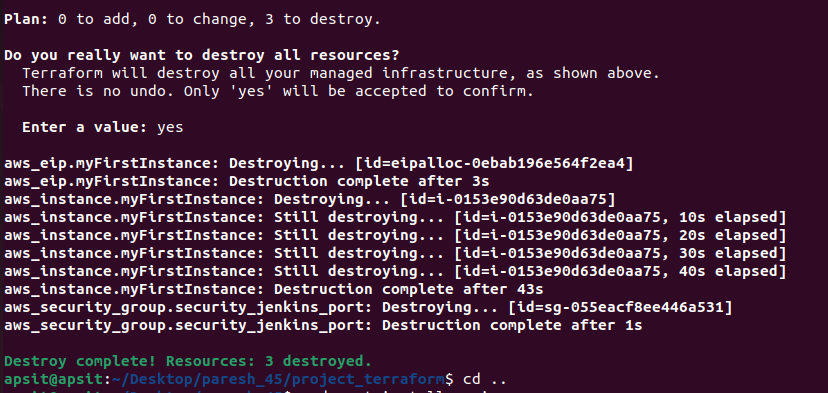 Plan: 0 to add, 0 to change, 3 to destroy.
Do you really want to destroy all resources?
Terraform will destroy all your managed infrastructure, as shown above.
There is no undo. Only 'yes' will be accepted to confirm.
Enter a value: yes
aws_eip.myFirstInstance: Destroying... [id=eipalloc-0ebab196e564f2ea4]
aws_eip.myFirstInstance: Destruction complete after 3s
aws_instance.myFirstInstance: Destroying... [id=i-0153e90d63de0aa75]
aws_instance.myFirstInstance: Still destroying... [id=i-0153e90d63de0aa75, 10s elapsed]
aws_instance.myFirstInstance: Still destroying... [id=i-0153e90d63de0aa75, 20s elapsed]
aws_instance.myFirstInstance: Still destroying... [id=i-0153e90d63de0aa75, 30s elapsed]
aws_instance.myFirstInstance: Still destroying... [id=i-0153e90d63de0aa75, 40s elapsed]
aws_instance.myFirstInstance: Destruction complete after 43s
aws_security_group.security_jenkins_port: Destroying... [id=sg-055eacf8ee446a531]
aws_security_group.security_jenkins_port: Destruction complete after 1s
Destroy complete! Resources: 3 destroyed.
apsit@apsit:~/Desktop/paresh_45/project_terraform$ cd ..